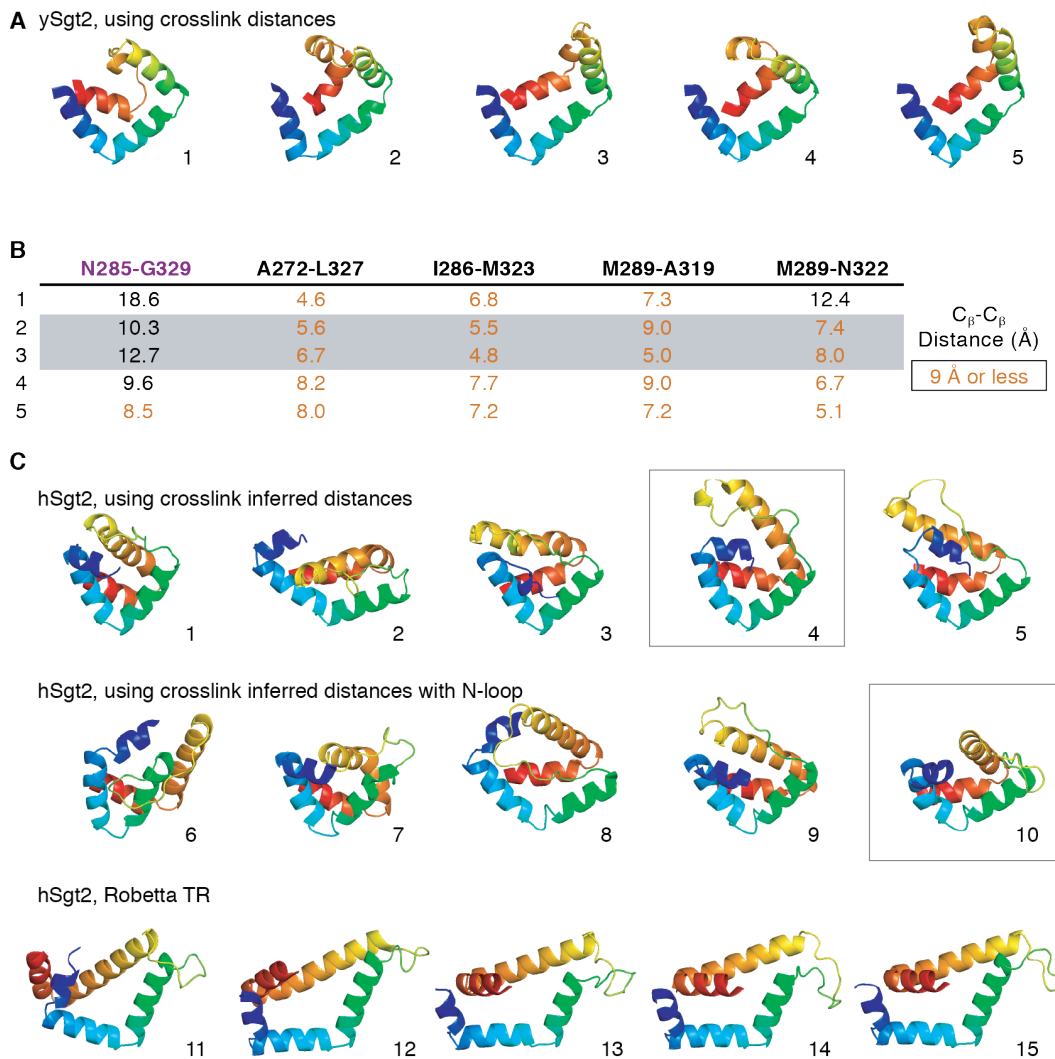 A ySgt2, using crosslink distances
1 2 3 4 5
B
N285-G329 A272-L327 I286-M323 M289-A319 M289-N322
1 18.6 4.6 6.8 7.3 12.4
2 10.3 5.6 5.5 9.0 7.4
3 12.7 6.7 4.8 5.0 8.0
4 9.6 8.2 7.7 9.0 6.7
5 8.5 8.0 7.2 7.2 5.1
Cβ-Cβ
Distance (Å)
9 Å or less
C
hSgt2, using crosslink inferred distances
1 2 3 4 5
hSgt2, using crosslink inferred distances with N-loop
6 7 8 9 10
hSgt2, Robetta TR
11 12 13 14 15